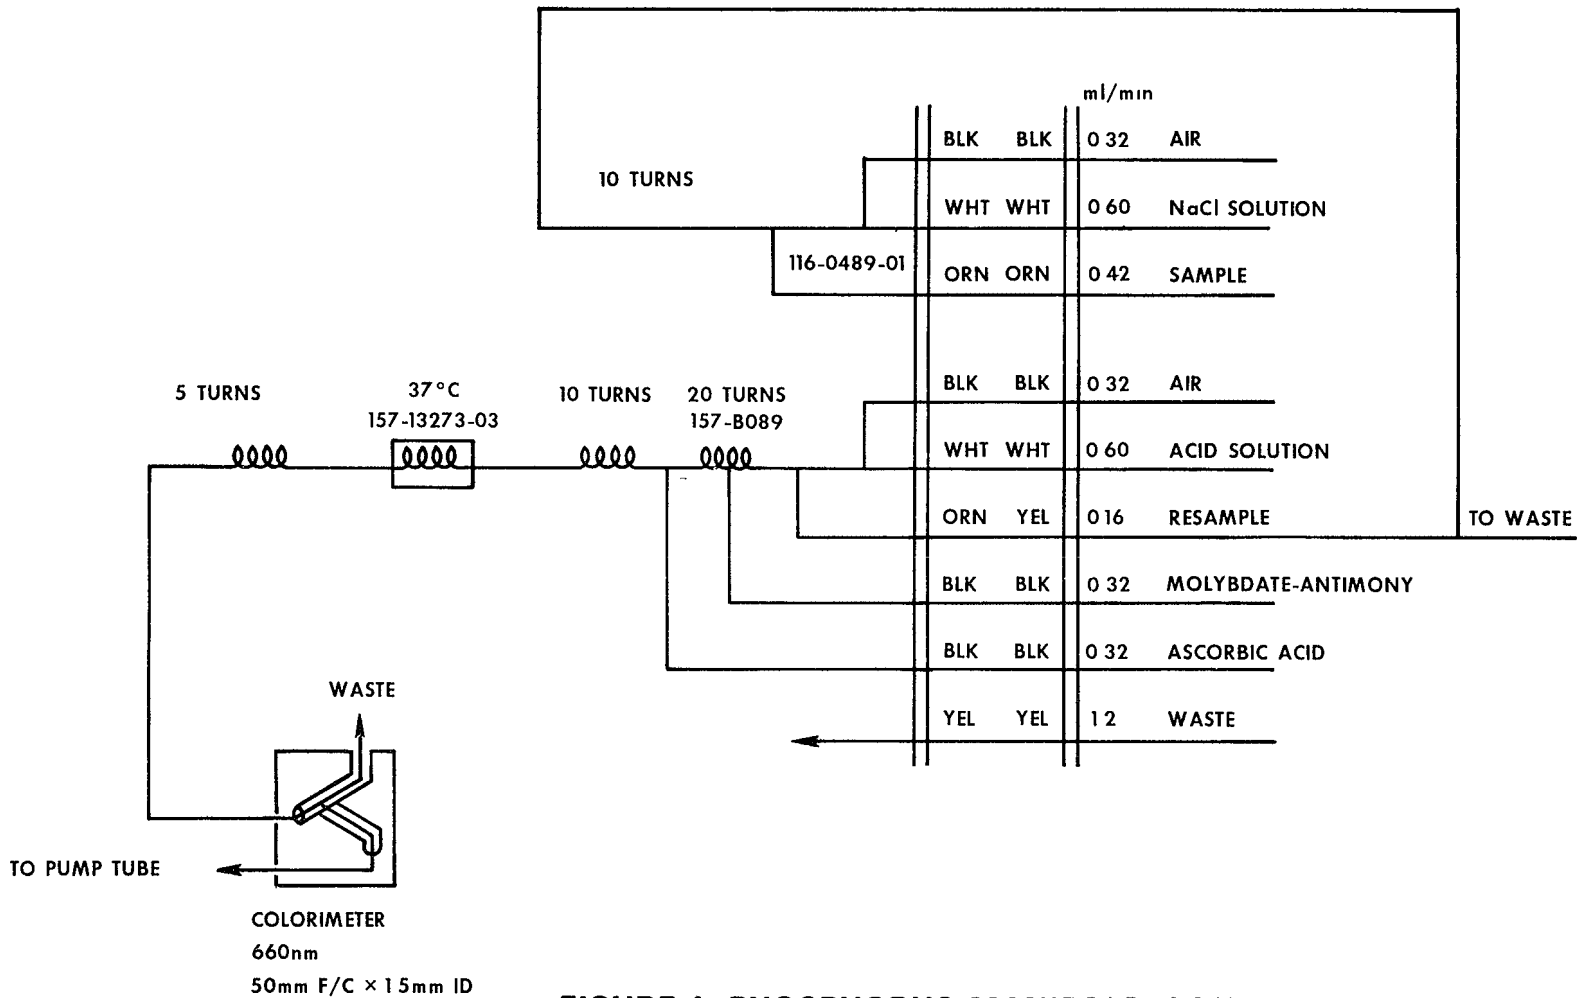 ml/min
BLK BLK 0 32 AIR
10 TURNS
WHT WHT 0 60 NaCl SOLUTION
116-0489-01
ORN ORN 0 42 SAMPLE
5 TURNS
37°C
157-13273-03
10 TURNS
20 TURNS
157-B089
BLK BLK 0 32 AIR
WHT WHT 0 60 ACID SOLUTION
ORN YEL 0 16 RESAMPLE
TO WASTE
BLK BLK 0 32 MOLYBDATE-ANTIMONY
BLK BLK 0 32 ASCORBIC ACID
YEL YEL 1 2 WASTE
WASTE
TO PUMP TUBE
COLORIMETER
660nm
50mm F/C × 1 5mm ID